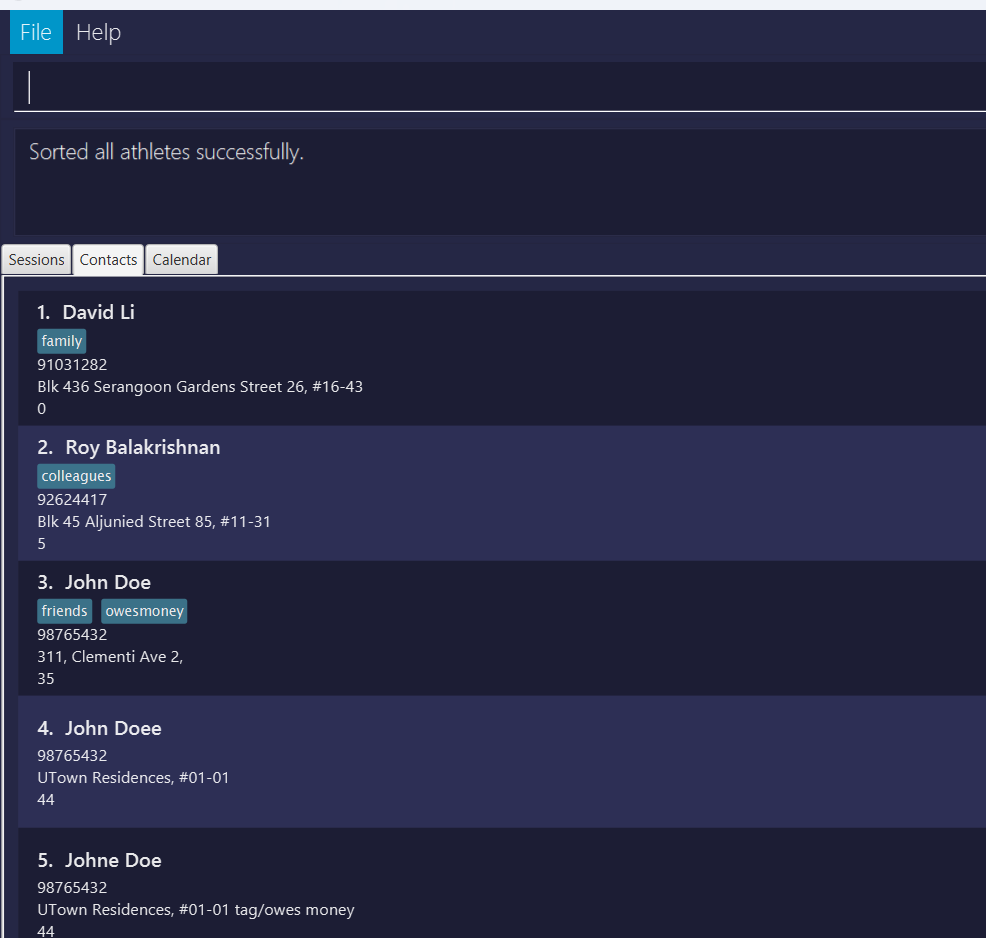 File Help
Sorted all athletes successfully.
Sessions Contacts Calendar
1. David Li
family
91031282
Blk 436 Serangoon Gardens Street 26, #16-43
0
2. Roy Balakrishnan
colleagues
92624417
Blk 45 Aljunied Street 85, #11-31
5
3. John Doe
friends owesmoney
98765432
311, Clementi Ave 2,
35
4. John Doee
98765432
UTown Residences, #01-01
44
5. Johne Doe
98765432
UTown Residences, #01-01 tag/owes money
44